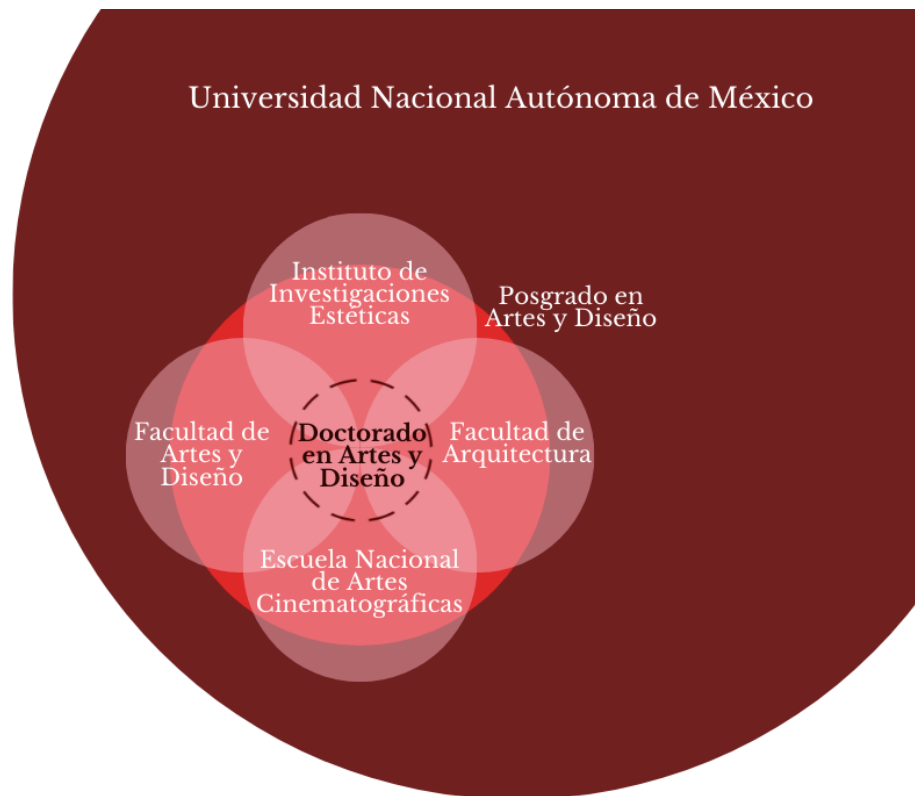 Universidad Nacional Autónoma de México
Instituto de
Investigaciones
Estéticas
Posgrado en
Artes y Diseño
Facultad de
Artes y
Diseño
Doctorado
en Artes y
Diseño
Facultad de
Arquitectura
Escuela Nacional
de Artes
Cinematográficas